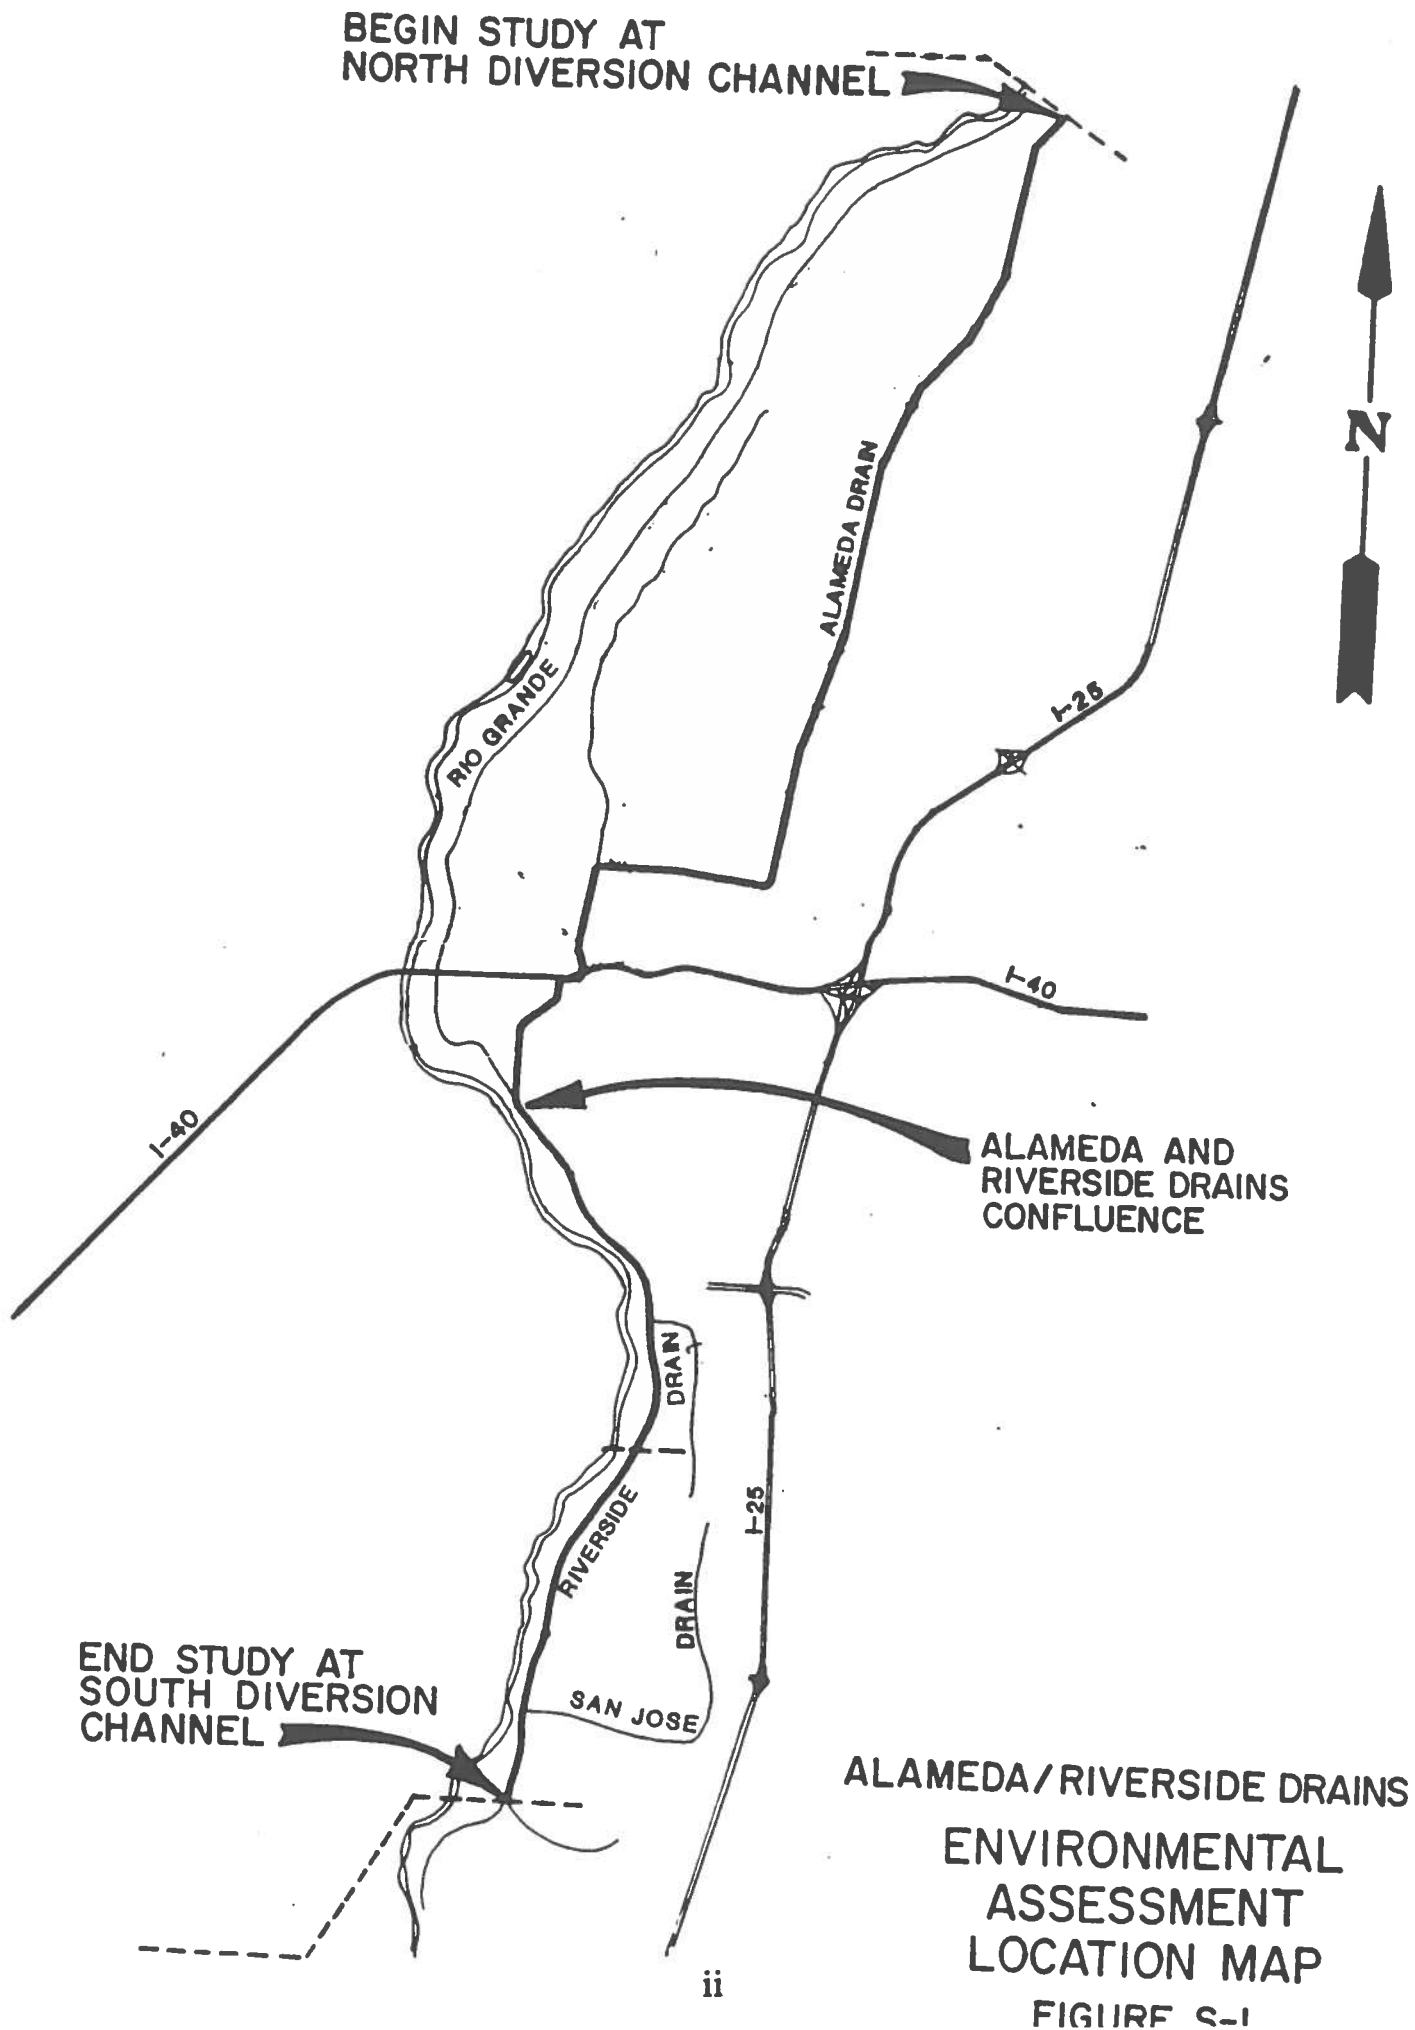 BEGIN STUDY AT
NORTH DIVERSION CHANNEL
N
ALAMEDA DRAIN
I-25
RIO GRANDE
I-40
I-40
ALAMEDA AND
RIVERSIDE DRAINS
CONFLUENCE
DRAIN
I-25
RIVERSIDE
DRAIN
END STUDY AT
SOUTH DIVERSION
CHANNEL
SAN JOSE
ALAMEDA/RIVERSIDE DRAINS
ENVIRONMENTAL
ASSESSMENT
LOCATION MAP
FIGURE S-1
ii